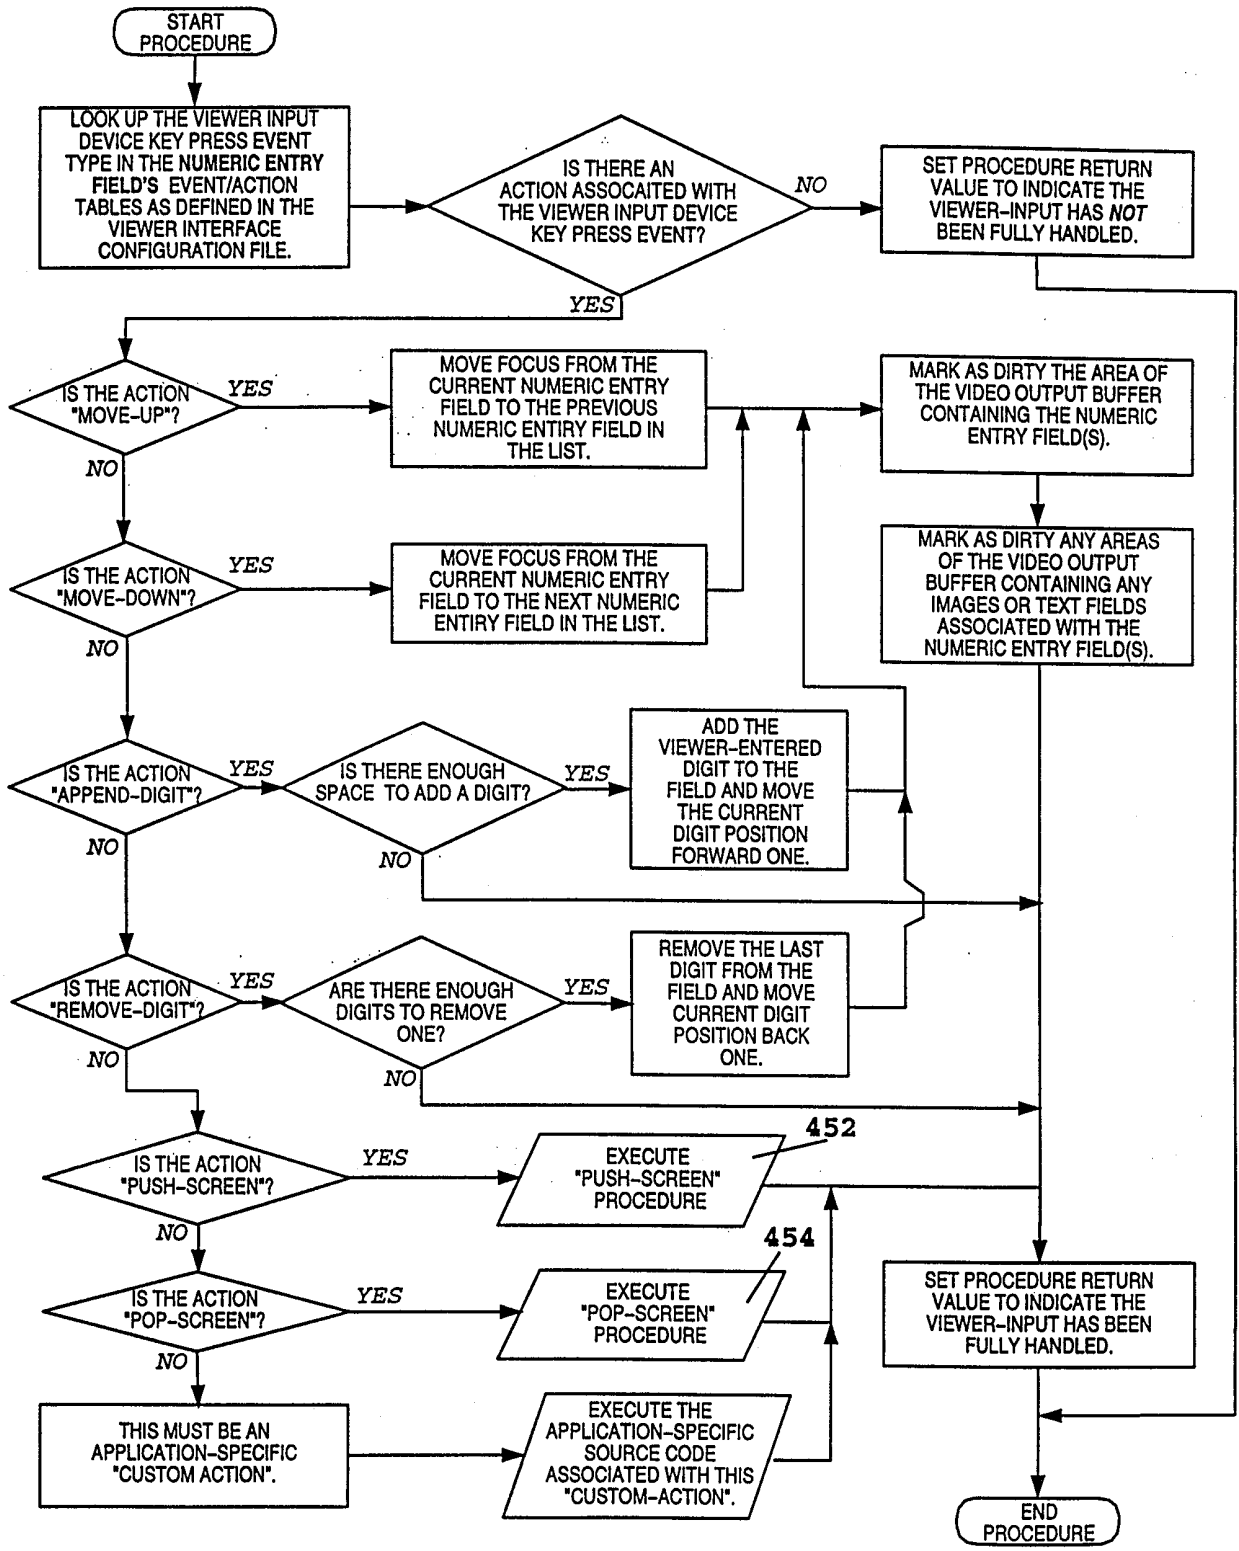 START
PROCEDURE
LOOK UP THE VIEWER INPUT
DEVICE KEY PRESS EVENT
TYPE IN THE NUMERIC ENTRY
FIELD'S EVENT/ACTION
TABLES AS DEFINED IN THE
VIEWER INTERFACE
CONFIGURATION FILE.
IS THERE AN
ACTION ASSOCAITED WITH
THE VIEWER INPUT DEVICE
KEY PRESS EVENT?
NO
SET PROCEDURE RETURN
VALUE TO INDICATE THE
VIEWER-INPUT HAS NOT
BEEN FULLY HANDLED.
YES
IS THE ACTION
"MOVE-UP"?
YES
MOVE FOCUS FROM THE
CURRENT NUMERIC ENTRY
FIELD TO THE PREVIOUS
NUMERIC ENTIRY FIELD IN
THE LIST.
MARK AS DIRTY THE AREA OF
THE VIDEO OUTPUT BUFFER
CONTAINING THE NUMERIC
ENTRY FIELD(S).
NO
IS THE ACTION
"MOVE-DOWN"?
YES
MOVE FOCUS FROM THE
CURRENT NUMERIC ENTRY
FIELD TO THE NEXT NUMERIC
ENTIRY FIELD IN THE LIST.
MARK AS DIRTY ANY AREAS
OF THE VIDEO OUTPUT
BUFFER CONTAINING ANY
IMAGES OR TEXT FIELDS
ASSOCIATED WITH THE
NUMERIC ENTRY FIELD(S).
NO
IS THE ACTION
"APPEND-DIGIT"?
YES
IS THERE ENOUGH
SPACE TO ADD A DIGIT?
YES
ADD THE
VIEWER-ENTERED
DIGIT TO THE
FIELD AND MOVE
THE CURRENT
DIGIT POSITION
FORWARD ONE.
NO
NO
IS THE ACTION
"REMOVE-DIGIT"?
YES
ARE THERE ENOUGH
DIGITS TO REMOVE
ONE?
YES
REMOVE THE LAST
DIGIT FROM THE
FIELD AND MOVE
CURRENT DIGIT
POSITION BACK
ONE.
NO
NO
IS THE ACTION
"PUSH-SCREEN"?
YES
EXECUTE
"PUSH-SCREEN"
PROCEDURE
452
NO
IS THE ACTION
"POP-SCREEN"?
YES
EXECUTE
"POP-SCREEN"
PROCEDURE
454
SET PROCEDURE RETURN
VALUE TO INDICATE THE
VIEWER-INPUT HAS BEEN
FULLY HANDLED.
NO
THIS MUST BE AN
APPLICATION-SPECIFIC
"CUSTOM ACTION".
EXECUTE THE
APPLICATION-SPECIFIC
SOURCE CODE
ASSOCIATED WITH THIS
"CUSTOM-ACTION".
END
PROCEDURE